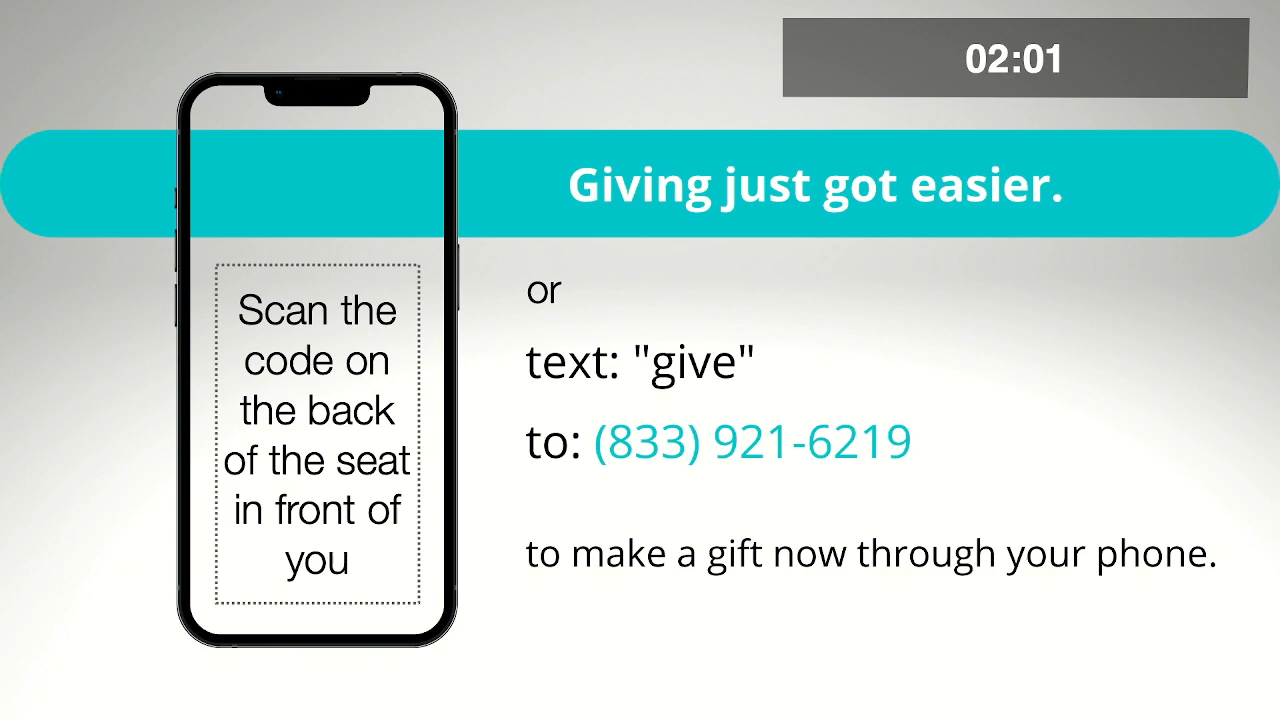 02:01
Giving just got easier.
Scan the
code on
the back
of the seat
in front of
you
or
text: "give"
to: (833) 921-6219
to make a gift now through your phone.